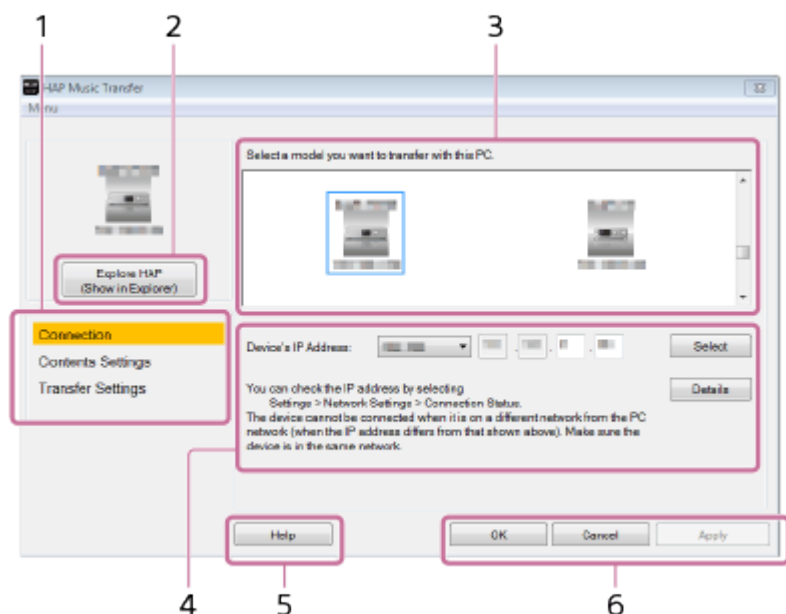 1
2
3
HAP Music Transfer
Menu
Select a model you want to transfer with this PC.
Explore HAP
(Show in Explorer)
Connection
Contents Settings
Transfer Settings
Device's IP Address:
. . .
Select
You can check the IP address by selecting
Settings > Network Settings > Connection Status.
The device cannot be connected when it is on a different network from the PC
network (when the IP address differs from that shown above). Make sure the
device is in the same network.
Details
Help
OK
Cancel
Apply
4
5
6